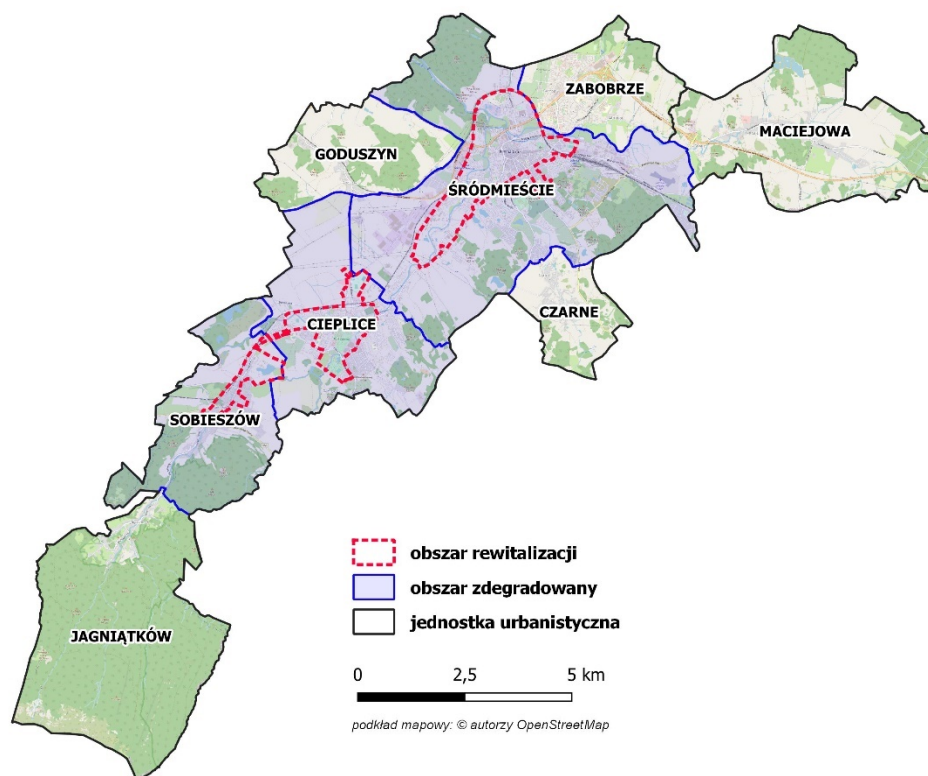 ZABOBRZE
MACIEJOWA
GODUSZYN
ŚRÓDMIEŚCIE
CZARNE
CIEPLICE
SOBIESZÓW
JAGNIĄTKÓW
obszar rewitalizacji
obszar zdegradowany
jednostka urbanistyczna
0 2,5 5 km
podkład mapowy: © autorzy OpenStreetMap